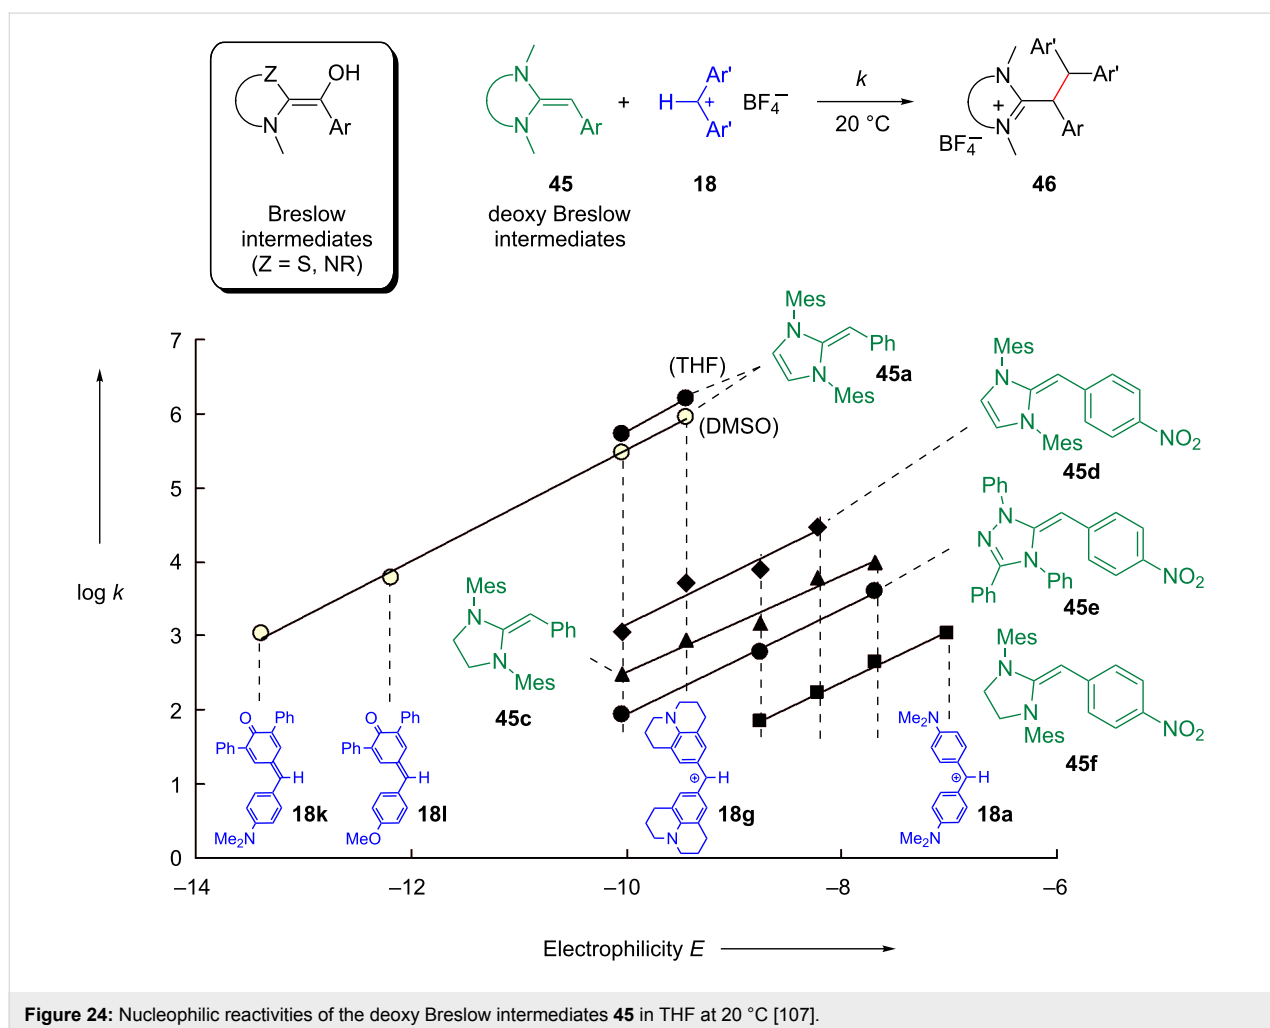 Z
OH
N
Ar
Breslow
intermediates
(Z = S, NR)
N
N
Ar
45
deoxy Breslow
intermediates
+
H
+
Ar'
Ar'
BF4−
18
k
20 °C
Ar'
Ar'
N
+
N
Ar
BF4−
46
7
6
5
4
3
2
1
0
log k
–14
–12
–10
–8
–6
Electrophilicity E
(THF)
(DMSO)
Mes
N
N
Ph
Mes
45a
Mes
N
N
Mes
NO2
45d
Ph
N
N
N
Ph
Ph
NO2
45e
Mes
N
N
Ph
Mes
45c
Mes
N
N
Mes
NO2
45f
O
Ph
Ph
H
Me2N
18k
O
Ph
Ph
H
MeO
18l
N
⊕
H
N
18g
Me2N
⊕
H
Me2N
18a
Figure 24: Nucleophilic reactivities of the deoxy Breslow intermediates 45 in THF at 20 °C [107].